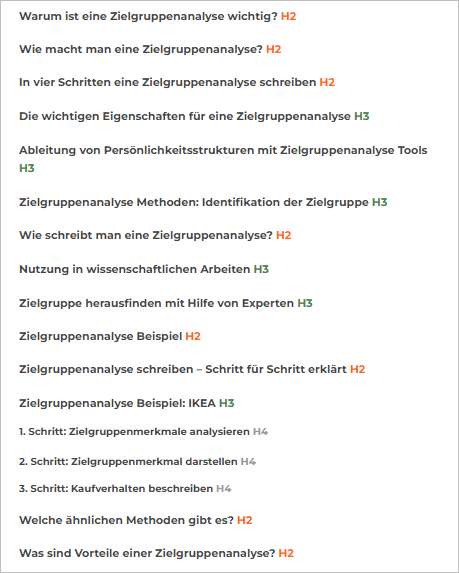 Warum ist eine Zielgruppenanalyse wichtig? H2
Wie macht man eine Zielgruppenanalyse? H2
In vier Schritten eine Zielgruppenanalyse schreiben H2
Die wichtigen Eigenschaften für eine Zielgruppenanalyse H3
Ableitung von Persönlichkeitsstrukturen mit Zielgruppenanalyse Tools
H3
Zielgruppenanalyse Methoden: Identifikation der Zielgruppe H3
Wie schreibt man eine Zielgruppenanalyse? H2
Nutzung in wissenschaftlichen Arbeiten H3
Zielgruppe herausfinden mit Hilfe von Experten H3
Zielgruppenanalyse Beispiel H2
Zielgruppenanalyse schreiben – Schritt für Schritt erklärt H2
Zielgruppenanalyse Beispiel: IKEA H3
1. Schritt: Zielgruppenmerkmale analysieren H4
2. Schritt: Zielgruppenmerkmal darstellen H4
3. Schritt: Kaufverhalten beschreiben H4
Welche ähnlichen Methoden gibt es? H2
Was sind Vorteile einer Zielgruppenanalyse? H2